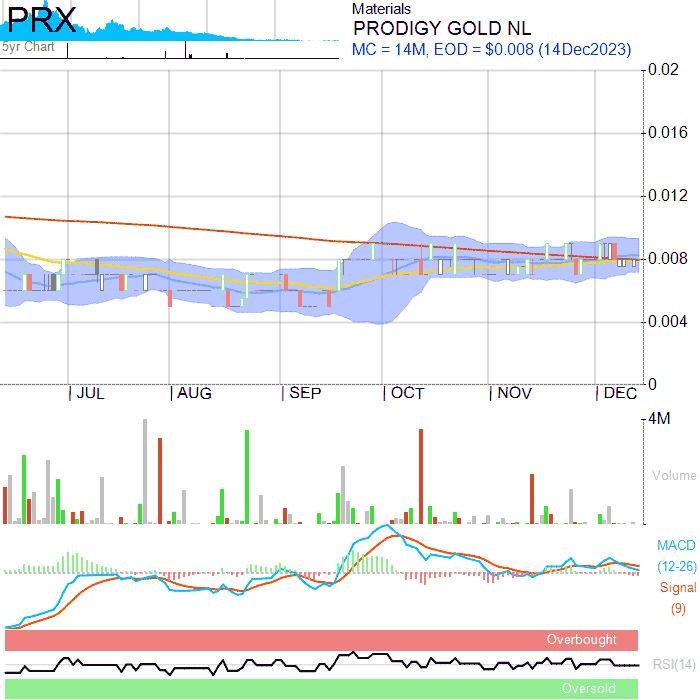 PRX
5yr Chart
Materials
PRODIGY GOLD NL
MC = 14M, EOD = $0.008 (14Dec2023)
0.02
0.016
0.012
0.008
0.004
0
JUL AUG SEP OCT NOV DEC
4M
Volume
MACD
(12-26)
Signal
(9)
Overbought
RSI(14)
Oversold